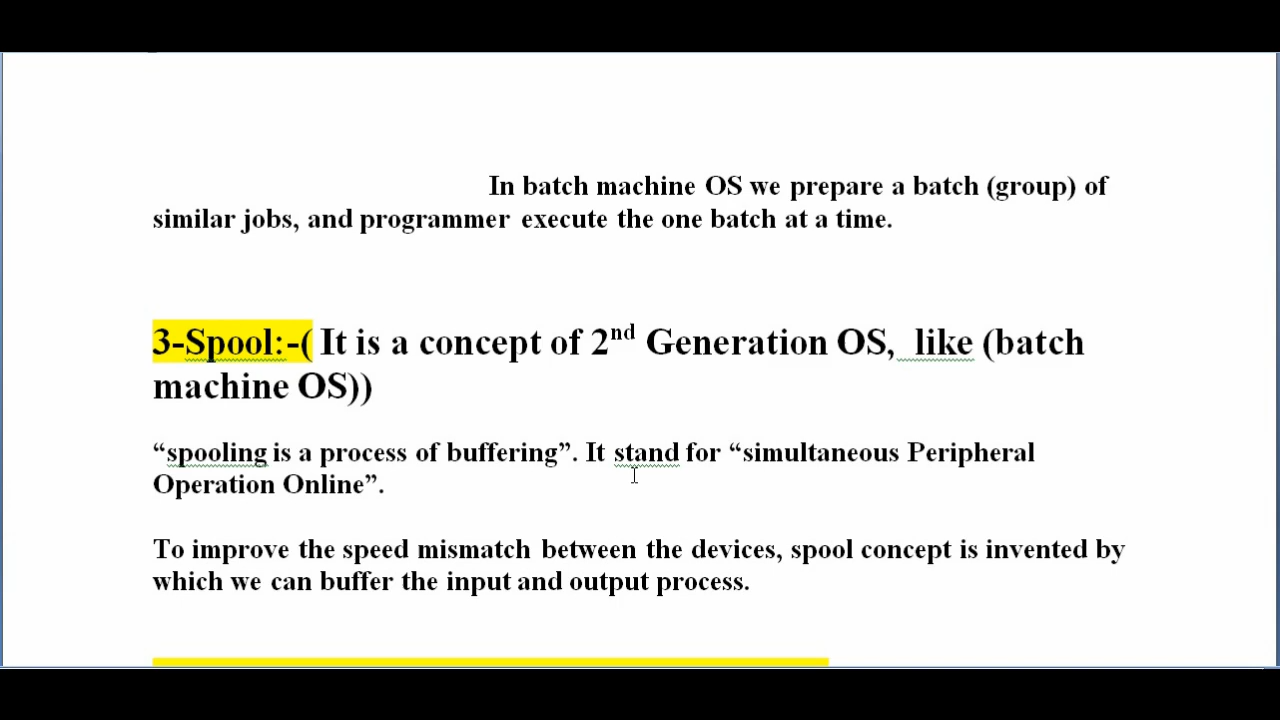 In batch machine OS we prepare a batch (group) of
similar jobs, and programmer execute the one batch at a time.
3-Spool:-( It is a concept of 2nd Generation OS, like (batch
machine OS))
“spooling is a process of buffering”. It stand for “simultaneous Peripheral
Operation Online”.
To improve the speed mismatch between the devices, spool concept is invented by
which we can buffer the input and output process.